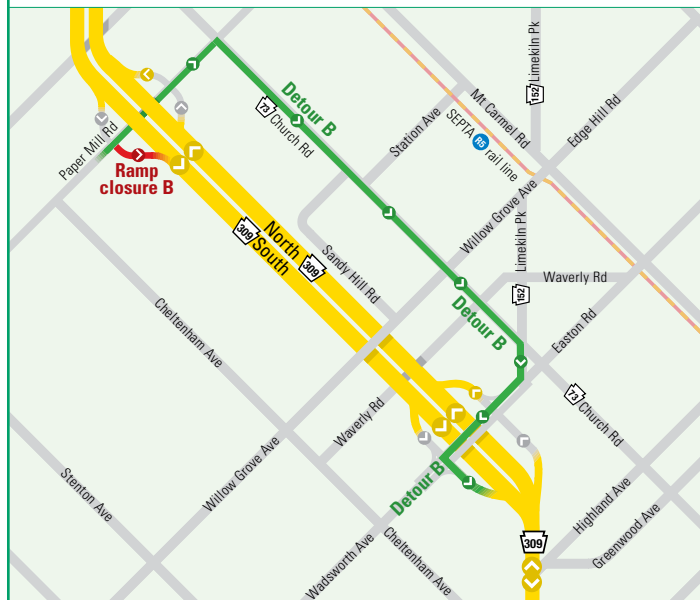 Limekiln Pk
152
Mt Carmel Rd
Edge Hill Rd
Detour B
73
Church Rd
Station Ave
SEPTA R5 rail line
Paper Mill Rd
Ramp
closure B
Willow Grove Ave
Limekiln Pk
152
Waverly Rd
North
309
309
South
Sandy Hill Rd
Detour B
Easton Rd
Cheltenham Ave
73
Church Rd
Waverly Rd
Willow Grove Ave
Detour B
Stenton Ave
Highland Ave
Greenwood Ave
309
Wadsworth Ave
Cheltenham Ave